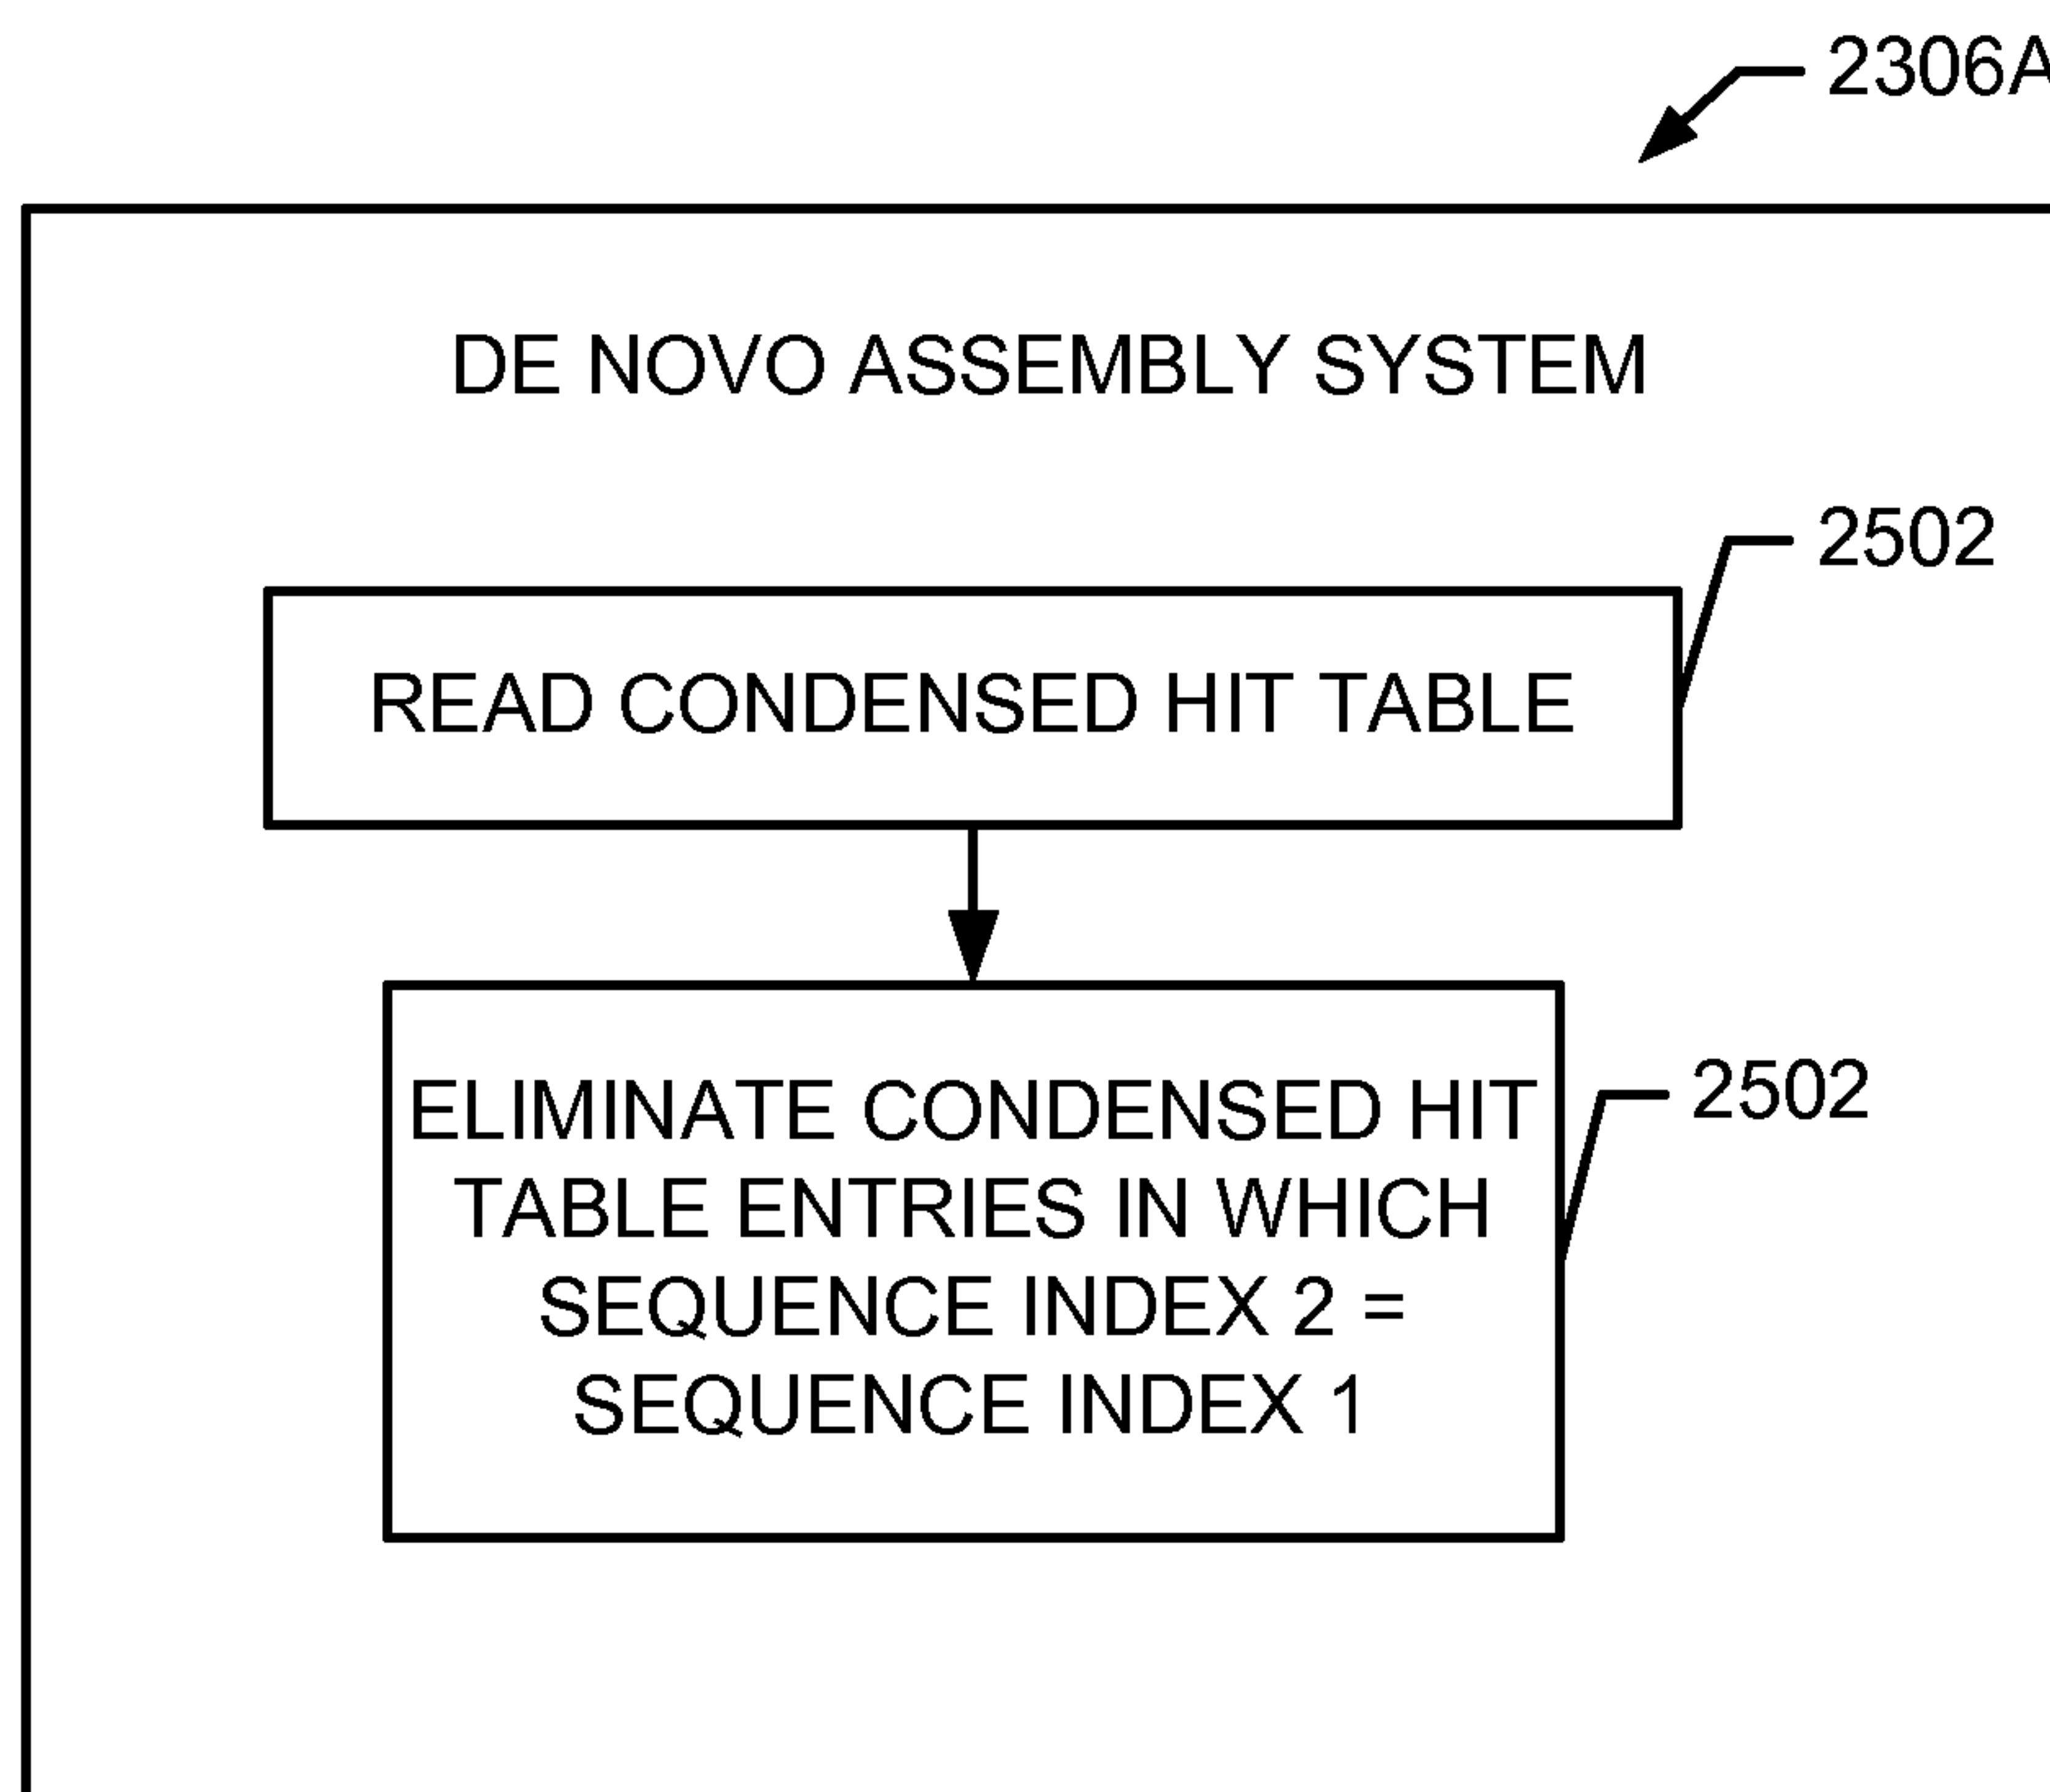 2306A
DE NOVO ASSEMBLY SYSTEM
2502
READ CONDENSED HIT TABLE
2502
ELIMINATE CONDENSED HIT
TABLE ENTRIES IN WHICH
SEQUENCE INDEX 2 =
SEQUENCE INDEX 1